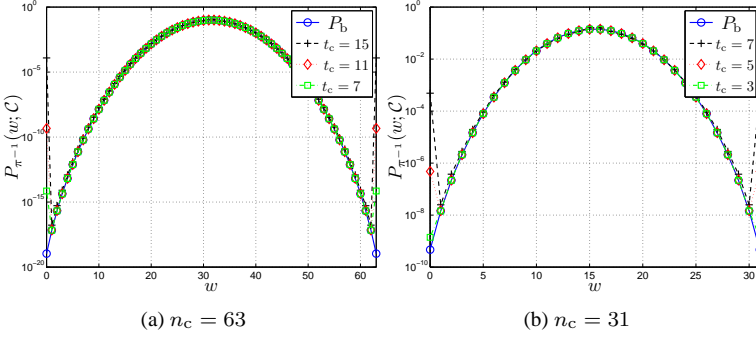 10^0
10^-5
10^-10
10^-15
10^-20
P_π^-1 (w; C)
0 10 20 30 40 50 60
w
P_b
t_c = 15
t_c = 11
t_c = 7
(a) n_c = 63
10^0
10^-2
10^-4
10^-6
10^-8
10^-10
P_π^-1 (w; C)
0 5 10 15 20 25 30
w
P_b
t_c = 7
t_c = 5
t_c = 3
(b) n_c = 31